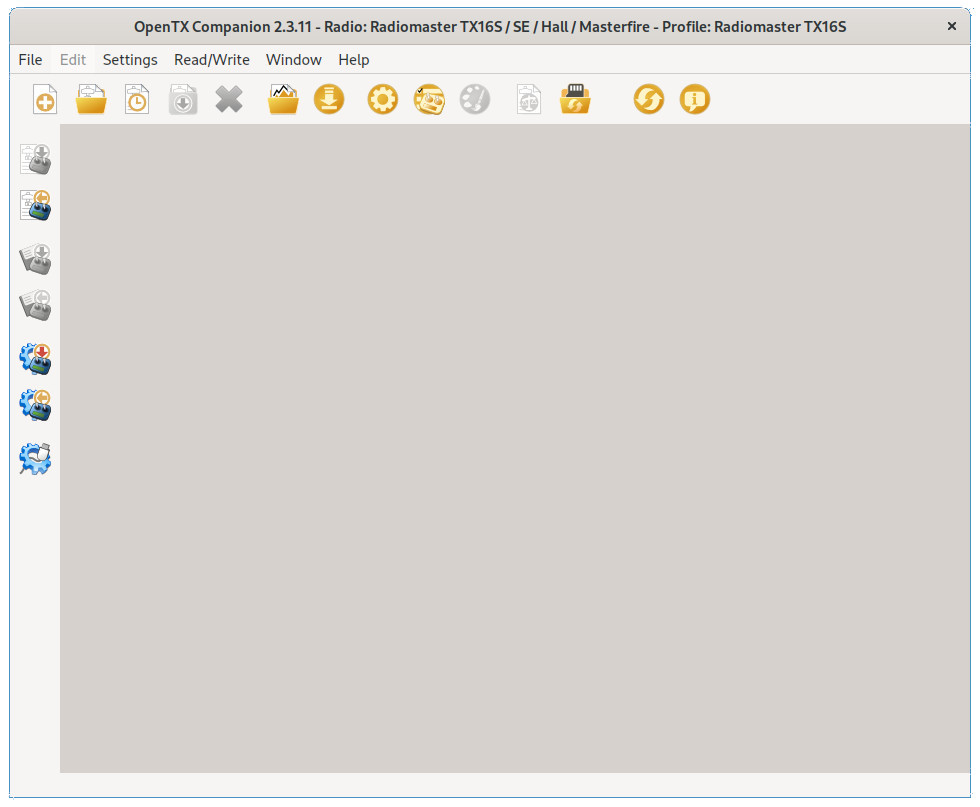 OpenTX Companion 2.3.11 - Radio: Radiomaster TX16S / SE / Hall / Masterfire - Profile: Radiomaster TX16S
File Edit Settings Read/Write Window Help